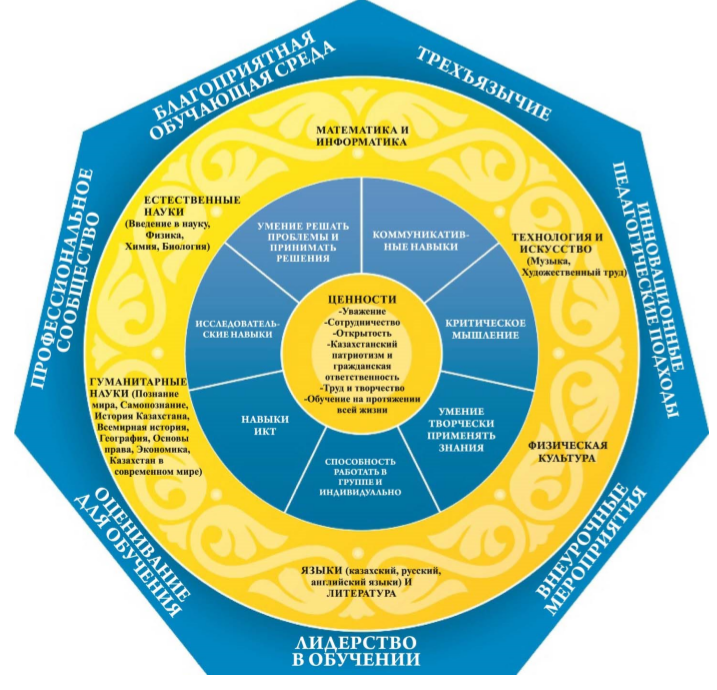 БЛАГОПРИЯТНАЯ
ОБУЧАЮЩАЯ СРЕДА
ТРЕХЪЯЗЫЧИЕ
ИННОВАЦИОННЫЕ
ПЕДАГОГИЧЕСКИЕ ПОДХОДЫ
ВНЕУРОЧНЫЕ
МЕРОПРИЯТИЯ
ЛИДЕРСТВО
В ОБУЧЕНИИ
ОЦЕНИВАНИЕ
ДЛЯ ОБУЧЕНИЯ
ПРОФЕССИОНАЛЬНОЕ
СООБЩЕСТВО
МАТЕМАТИКА И
ИНФОРМАТИКА
ТЕХНОЛОГИЯ И
ИСКУССТВО
(Музыка,
Художественный труд)
ФИЗИЧЕСКАЯ
КУЛЬТУРА
ЯЗЫКИ (казахский, русский,
английский языки) И
ЛИТЕРАТУРА
ГУМАНИТАРНЫЕ
НАУКИ (Познание
мира, Самопознание,
История Казахстана,
Всемирная история,
География, Основы
права, Экономика,
Казахстан в
современном мире)
ЕСТЕСТВЕННЫЕ
НАУКИ
(Введение в науку,
Физика,
Химия, Биология)
УМЕНИЕ РЕШАТЬ
ПРОБЛЕМЫ И
ПРИНИМАТЬ
РЕШЕНИЯ
КОММУНИКАТИВ-
НЫЕ НАВЫКИ
КРИТИЧЕСКОЕ
МЫШЛЕНИЕ
УМЕНИЕ
ТВОРЧЕСКИ
ПРИМЕНЯТЬ
ЗНАНИЯ
СПОСОБНОСТЬ
РАБОТАТЬ В
ГРУППЕ И
ИНДИВИДУАЛЬНО
НАВЫКИ
ИКТ
ИССЛЕДОВАТЕЛЬ-
СКИЕ НАВЫКИ
ЦЕННОСТИ
-Уважение
-Сотрудничество
-Открытость
-Казахстанский
патриотизм и
гражданская
ответственность
-Труд и творчество
-Обучение на протяжении
всей жизни